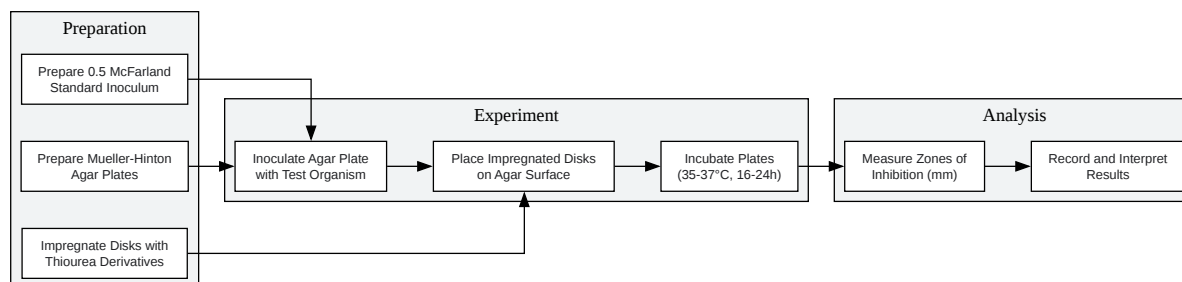 Preparation
Prepare 0.5 McFarland
Standard Inoculum
Prepare Mueller-Hinton
Agar Plates
Impregnate Disks with
Thiourea Derivatives
Experiment
Inoculate Agar Plate
with Test Organism
Place Impregnated Disks
on Agar Surface
Incubate Plates
(35-37°C, 16-24h)
Analysis
Measure Zones of
Inhibition (mm)
Record and Interpret
Results